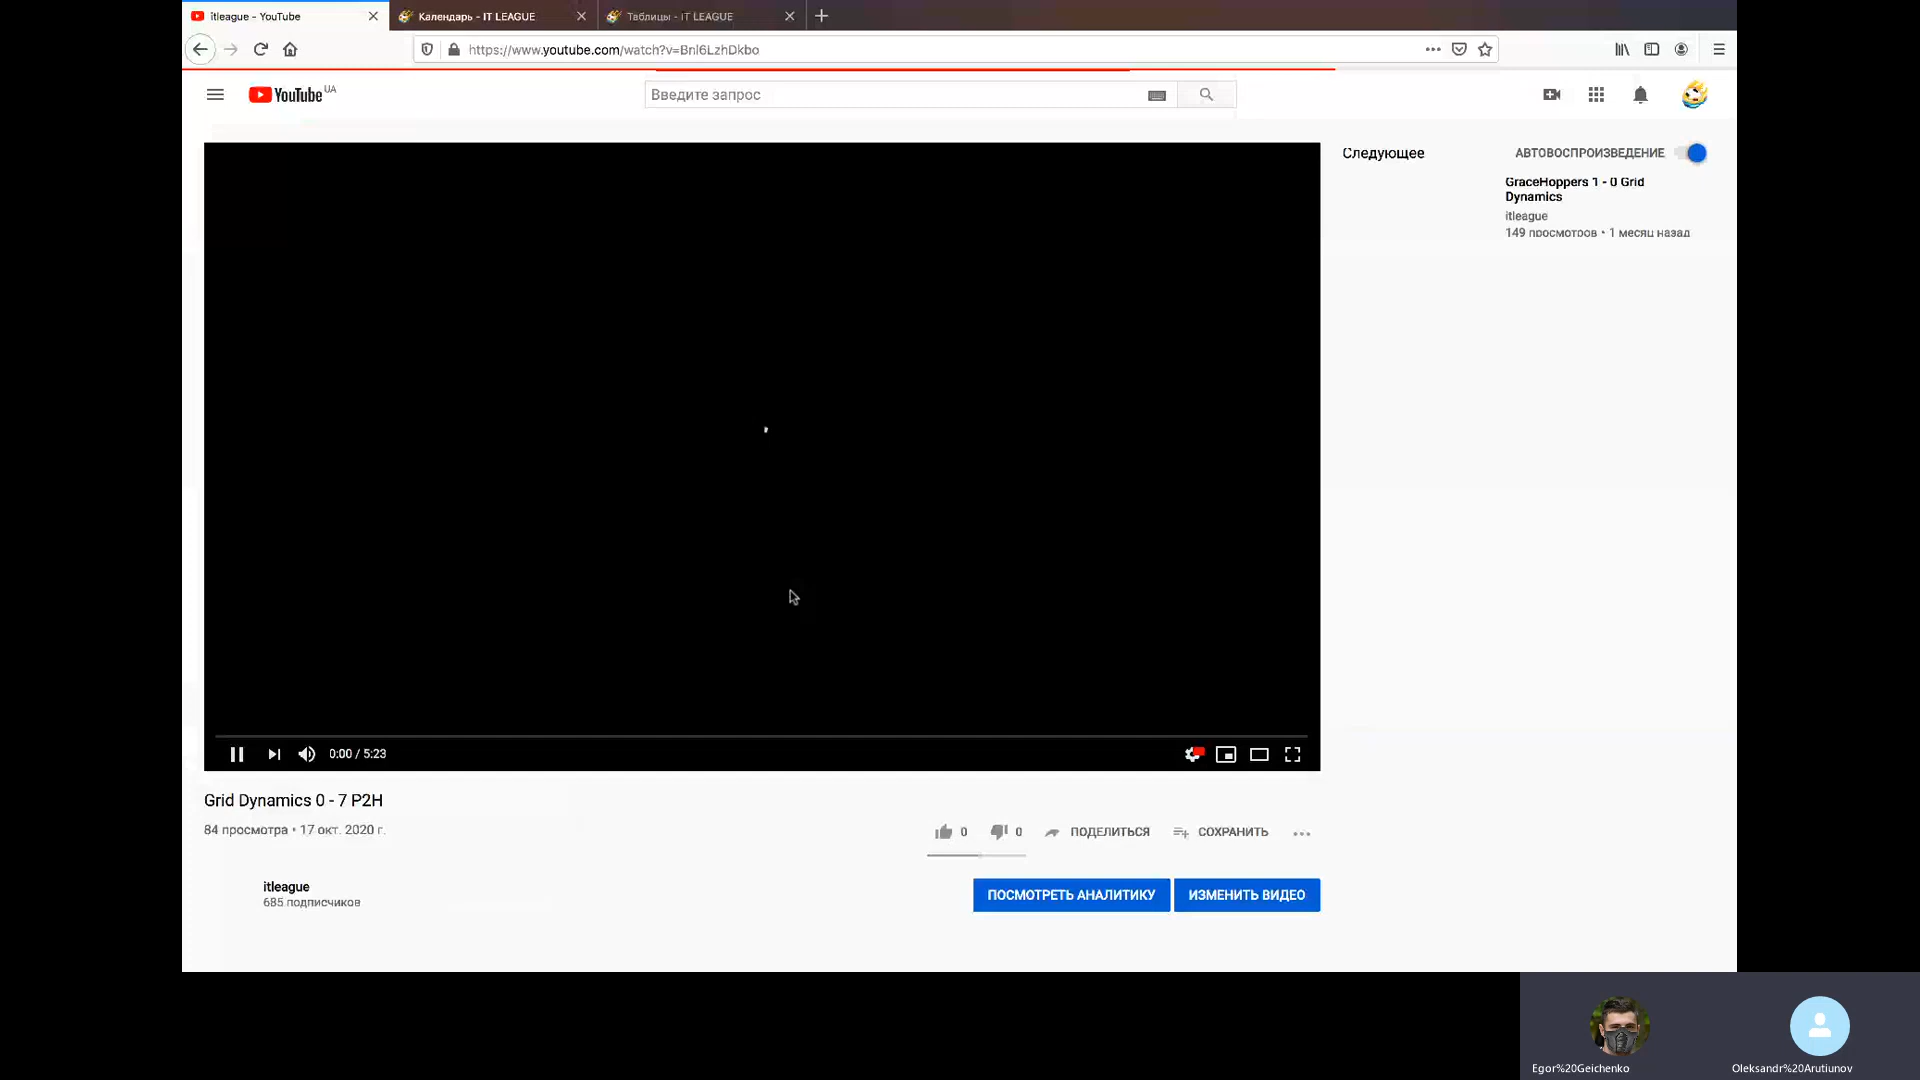 itleague - YouTube
Календарь - IT LEAGUE
Таблицы - IT LEAGUE
https://www.youtube.com/watch?v=Bnl6LzhDkbo
YouTube UA
Введите запрос
Следующее
АВТОВОСПРОИЗВЕДЕНИЕ
GraceHoppers 1 - 0 Grid
Dynamics
itleague
149 просмотров • 1 месяц назад
0:00 / 5:23
Grid Dynamics 0 - 7 P2H
84 просмотра • 17 окт. 2020 г.
0
0
ПОДЕЛИТЬСЯ
СОХРАНИТЬ
itleague
685 подписчиков
ПОСМОТРЕТЬ АНАЛИТИКУ
ИЗМЕНИТЬ ВИДЕО
Egor%20Geichenko
Oleksandr%20Arutiunov